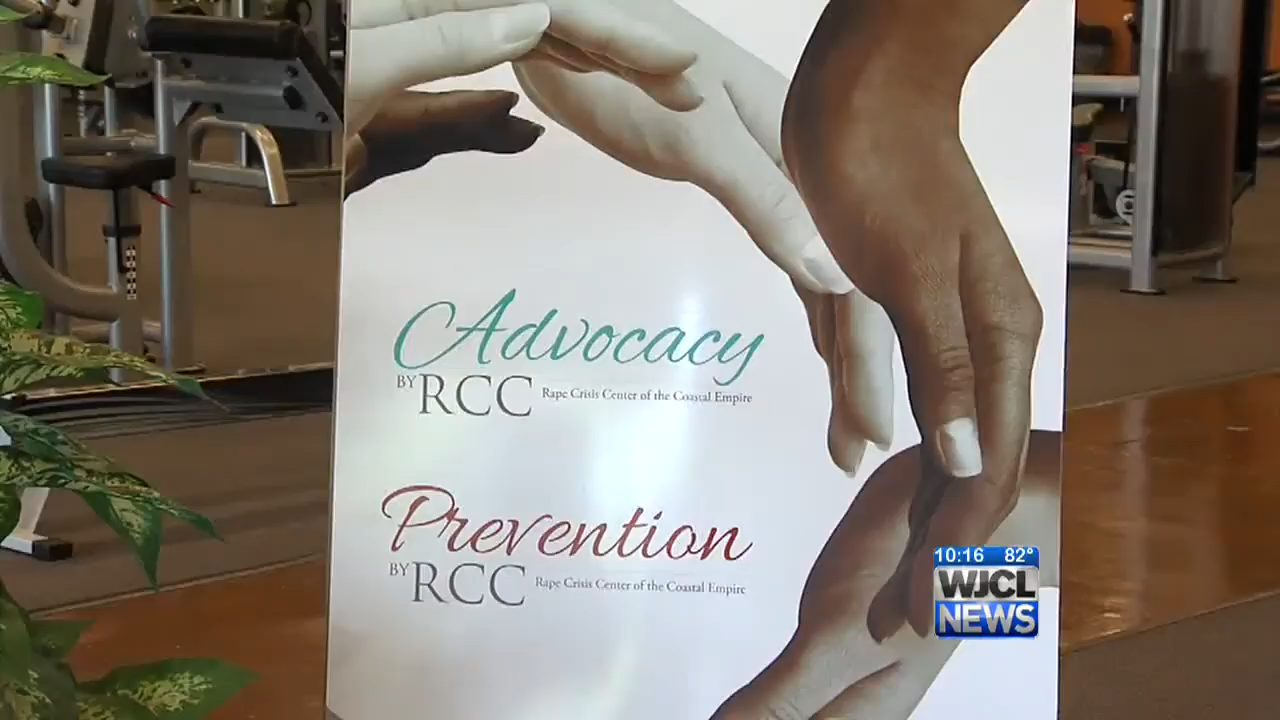 Advocacy
BY RCC Rape Crisis Center of the Coastal Empire
Prevention
BY RCC Rape Crisis Center of the Coastal Empire
10:16 82°
WJCL
NEWS